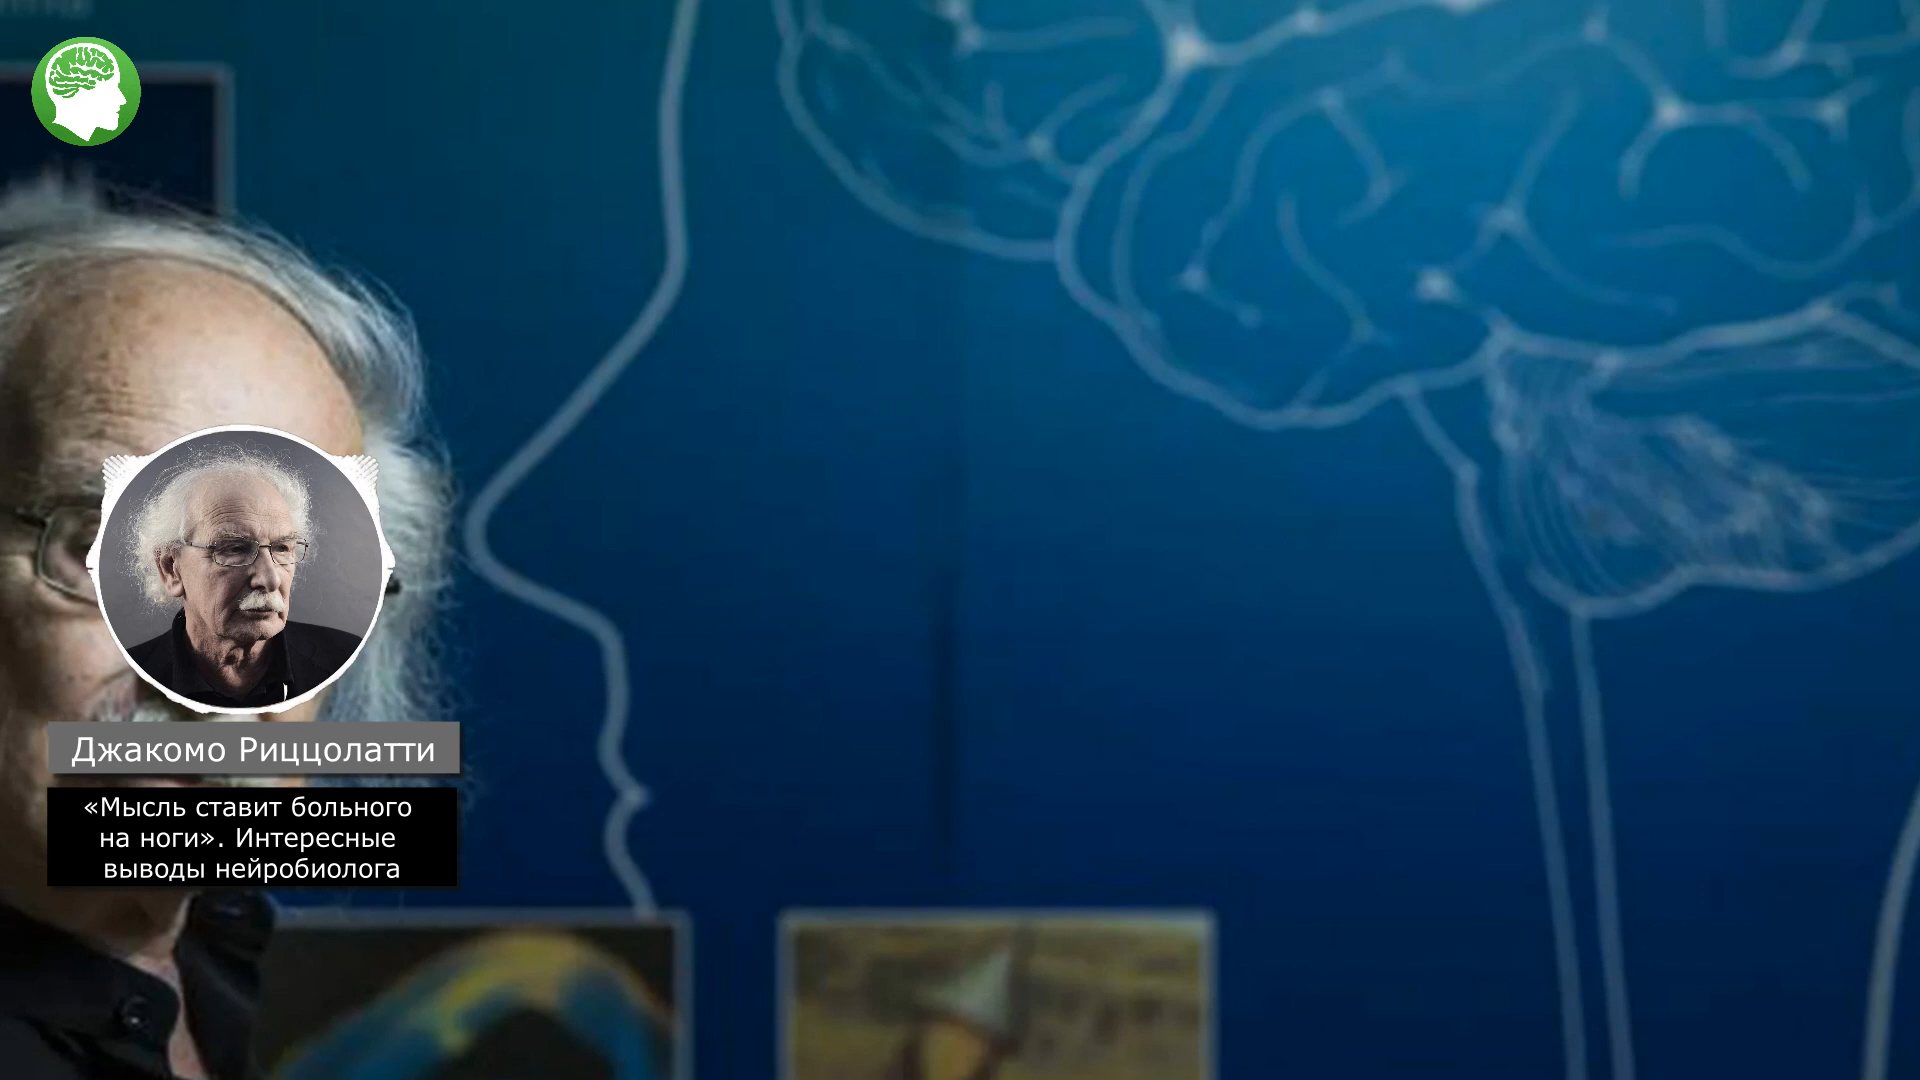 Джакомо Риццолатти
«Мысль ставит больного
на ноги». Интересные
выводы нейробиолога